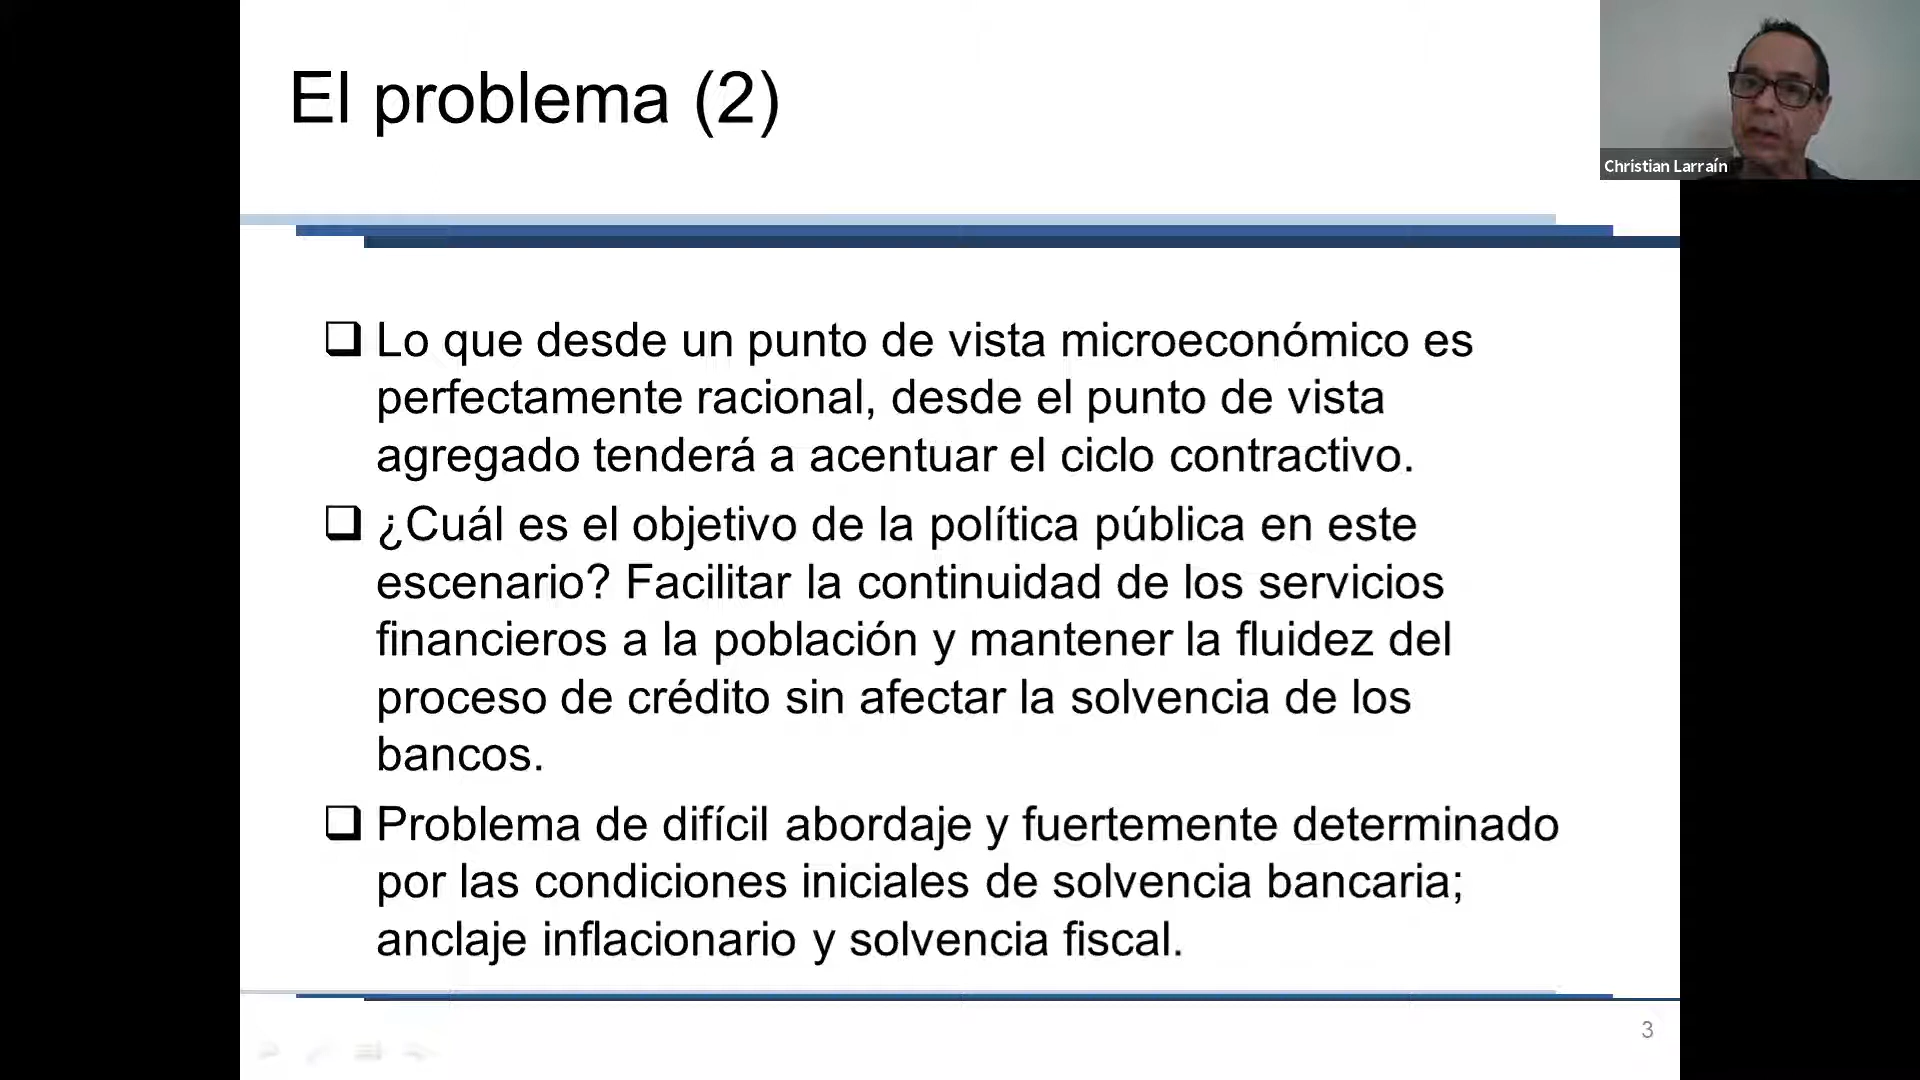 El problema (2)
Christian Larraín
Lo que desde un punto de vista microeconómico es
perfectamente racional, desde el punto de vista
agregado tenderá a acentuar el ciclo contractivo.
¿Cuál es el objetivo de la política pública en este
escenario? Facilitar la continuidad de los servicios
financieros a la población y mantener la fluidez del
proceso de crédito sin afectar la solvencia de los
bancos.
Problema de difícil abordaje y fuertemente determinado
por las condiciones iniciales de solvencia bancaria;
anclaje inflacionario y solvencia fiscal.
3